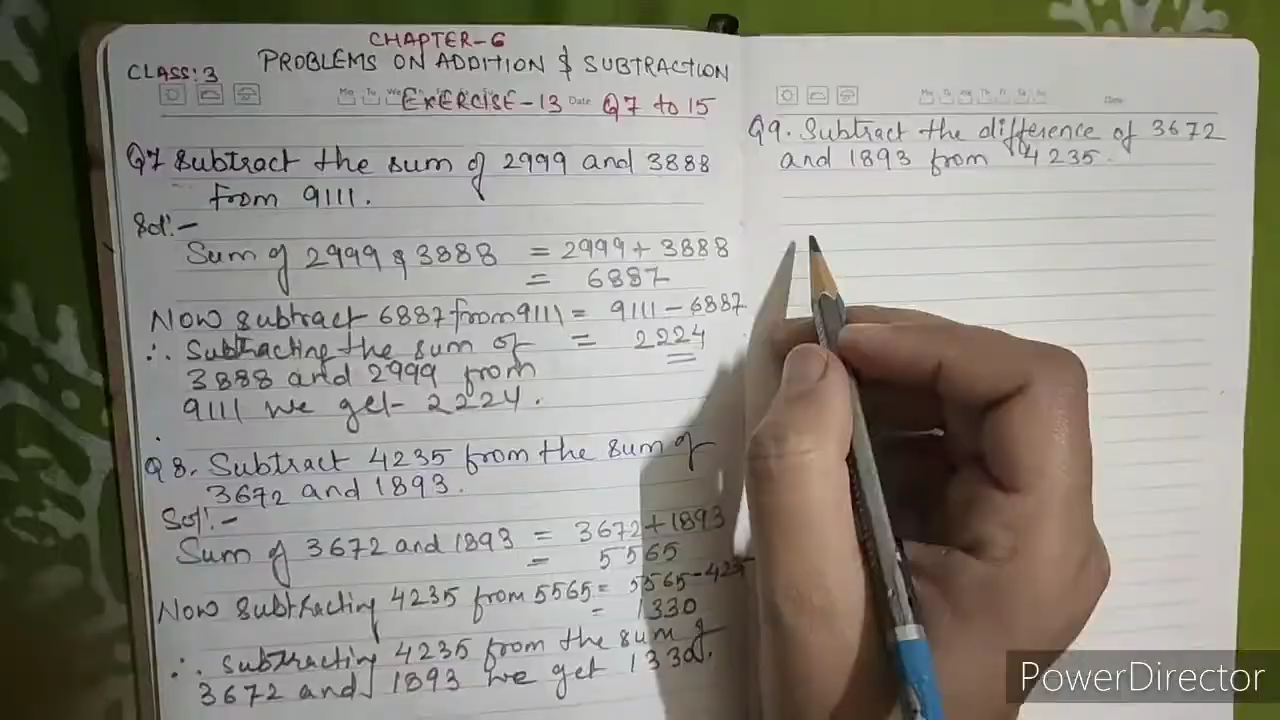 CHAPTER-6
CLASS:3 PROBLEMS ON ADDITION & SUBTRACTION
EXERCISE-13 Date Q7 to 15
Q7 Subtract the sum of 2999 and 3888
from 9111.
Sol:-
Sum of 2999 & 3888 = 2999 + 3888
= 6887
Now subtract 6887 from 9111 = 9111 - 6887
∴ Subtracting the sum of = 2224
3888 and 2999 from
9111 we get 2224.
Q8. Subtract 4235 from the sum of
3672 and 1893.
Sol:-
Sum of 3672 and 1893 = 3672 + 1893
= 5565
Now Subtracting 4235 from 5565 = 5565 - 4235
= 1330
∴ Subtracting 4235 from the sum of
3672 and 1893 we get 1330.
Q9. Subtract the difference of 3672
and 1893 from 4235.
PowerDirector